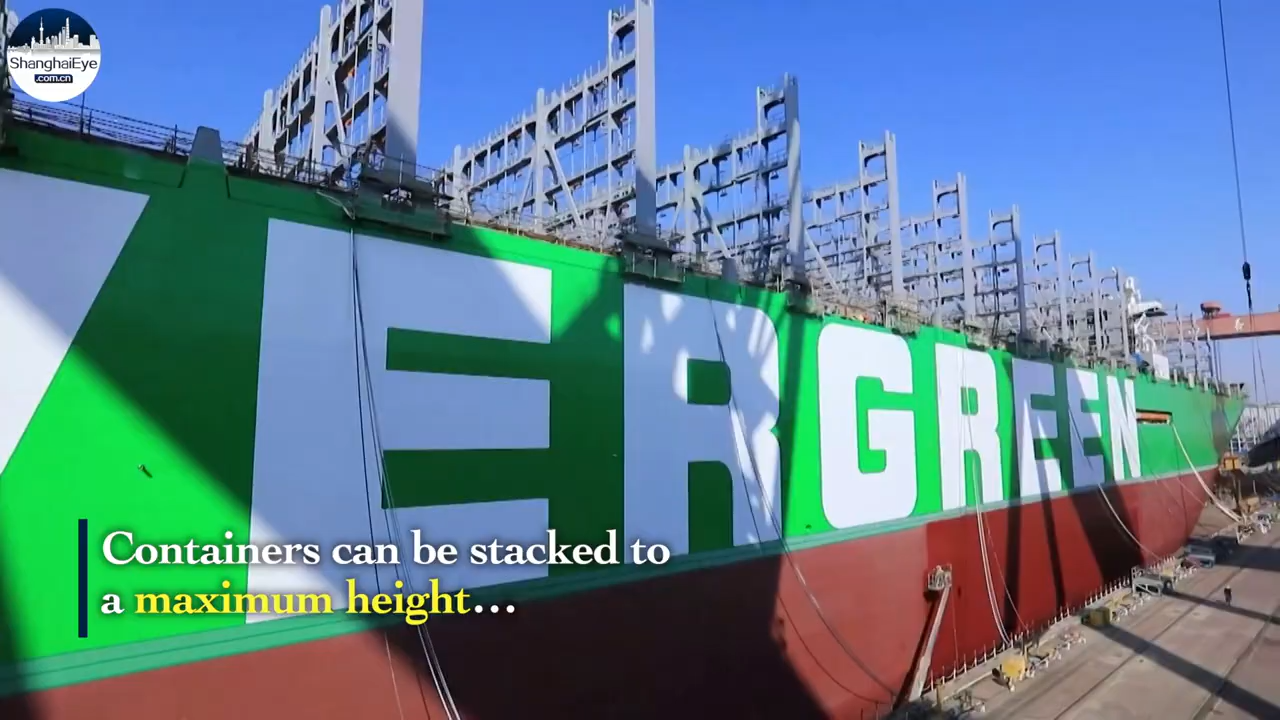 ShanghaiEye
.com.cn
ERGREEN
Containers can be stacked to
a maximum height...